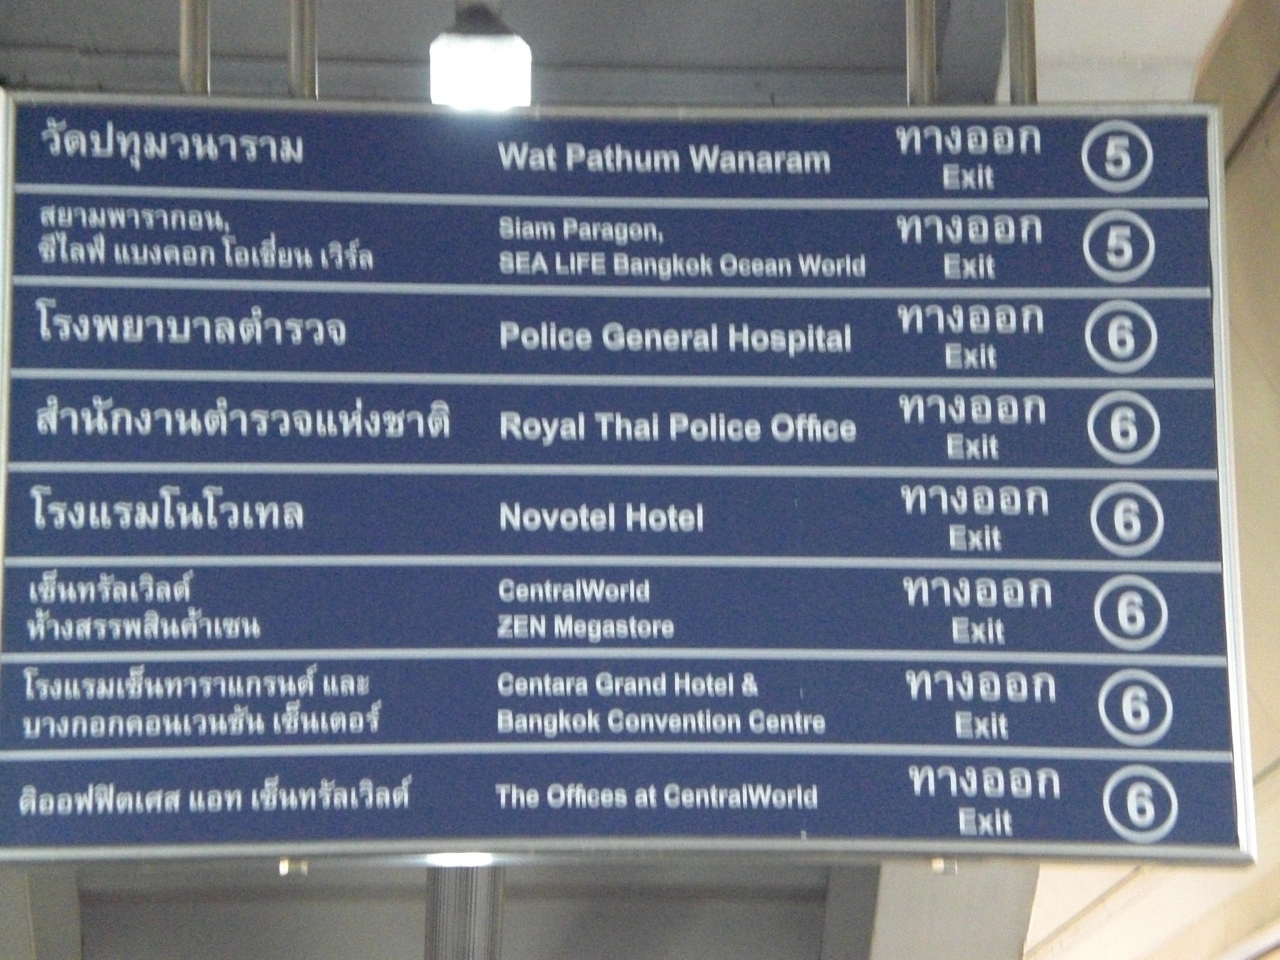 วัดปทุมวนาราม Wat Pathum Wanaram ทางออก Exit 5
สยามพารากอน, Siam Paragon, ทางออก
ซีไลฟ์ แบงคอก โอเชี่ยน เวิร์ล SEA LIFE Bangkok Ocean World Exit 5
โรงพยาบาลตำรวจ Police General Hospital ทางออก Exit 6
สำนักงานตำรวจแห่งชาติ Royal Thai Police Office ทางออก Exit 6
โรงแรมโนโวเทล Novotel Hotel ทางออก Exit 6
เซ็นทรัลเวิลด์ CentralWorld ทางออก
ห้างสรรพสินค้าเซน ZEN Megastore Exit 6
โรงแรมเซ็นทาราแกรนด์ และ Centara Grand Hotel & ทางออก
บางกอกคอนเวนชัน เซ็นเตอร์ Bangkok Convention Centre Exit 6
ดิออฟฟิตเศส แอท เซ็นทรัลเวิลด์ The Offices at CentralWorld ทางออก Exit 6